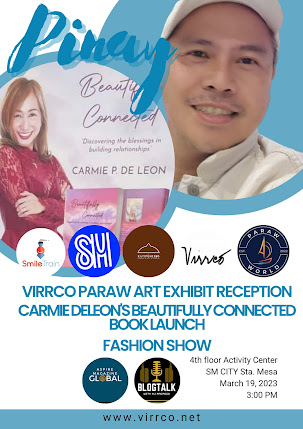 Pinay
Beautifully
Connected
'Discovering the blessings in
building relationships'
CARMIE P. DE LEON
Beautifully
Connected
SmileTrain
SM
Virrco
PARAW
WORLD
VIRRCO PARAW ART EXHIBIT RECEPTION
CARMIE DELEON'S BEAUTIFULLY CONNECTED
BOOK LAUNCH
FASHION SHOW
4th floor Activity Center
SM CITY Sta. Mesa
March 19, 2023
3:00 PM
ASPIRE
MAGAZINE
GLOBAL
BLOGTALK
www.virrco.net